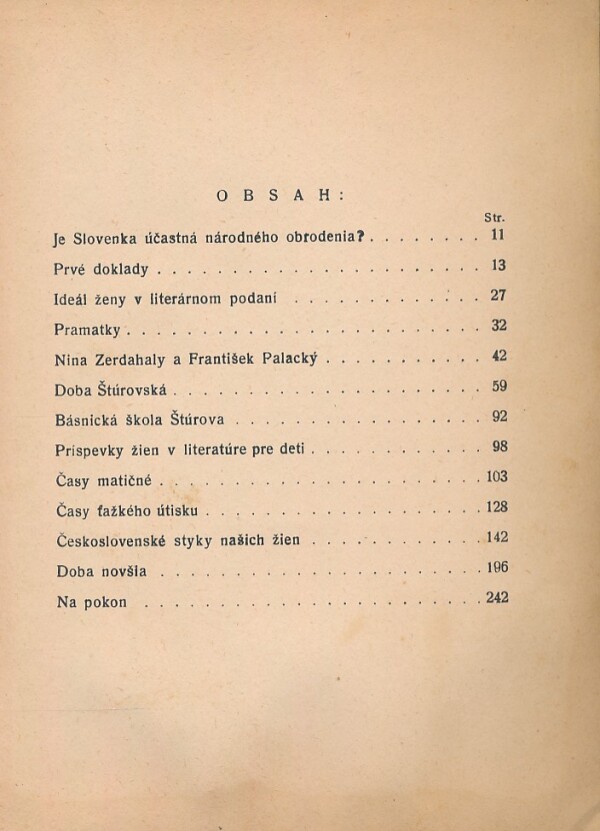 OBSAH:
Str.
Je Slovenka účastná národného obrodenia? . . . . . . . . 11
Prvé doklady . . . . . . . . . . . . . . . . . . . . . 13
Ideál ženy v literárnom podaní . . . . . . . . . . . . 27
Pramatky . . . . . . . . . . . . . . . . . . . . . . . 32
Nina Zerdahaly a František Palacký . . . . . . . . . . 42
Doba Štúrovská . . . . . . . . . . . . . . . . . . . . 59
Básnická škola Štúrova . . . . . . . . . . . . . . . . 92
Príspevky žien v literatúre pre deti . . . . . . . . . . . 98
Časy matičné . . . . . . . . . . . . . . . . . . . . . 103
Časy ťažkého útisku . . . . . . . . . . . . . . . . . . 128
Československé styky našich žien . . . . . . . . . . . 142
Doba novšia . . . . . . . . . . . . . . . . . . . . . 196
Na pokon . . . . . . . . . . . . . . . . . . . . . . 242